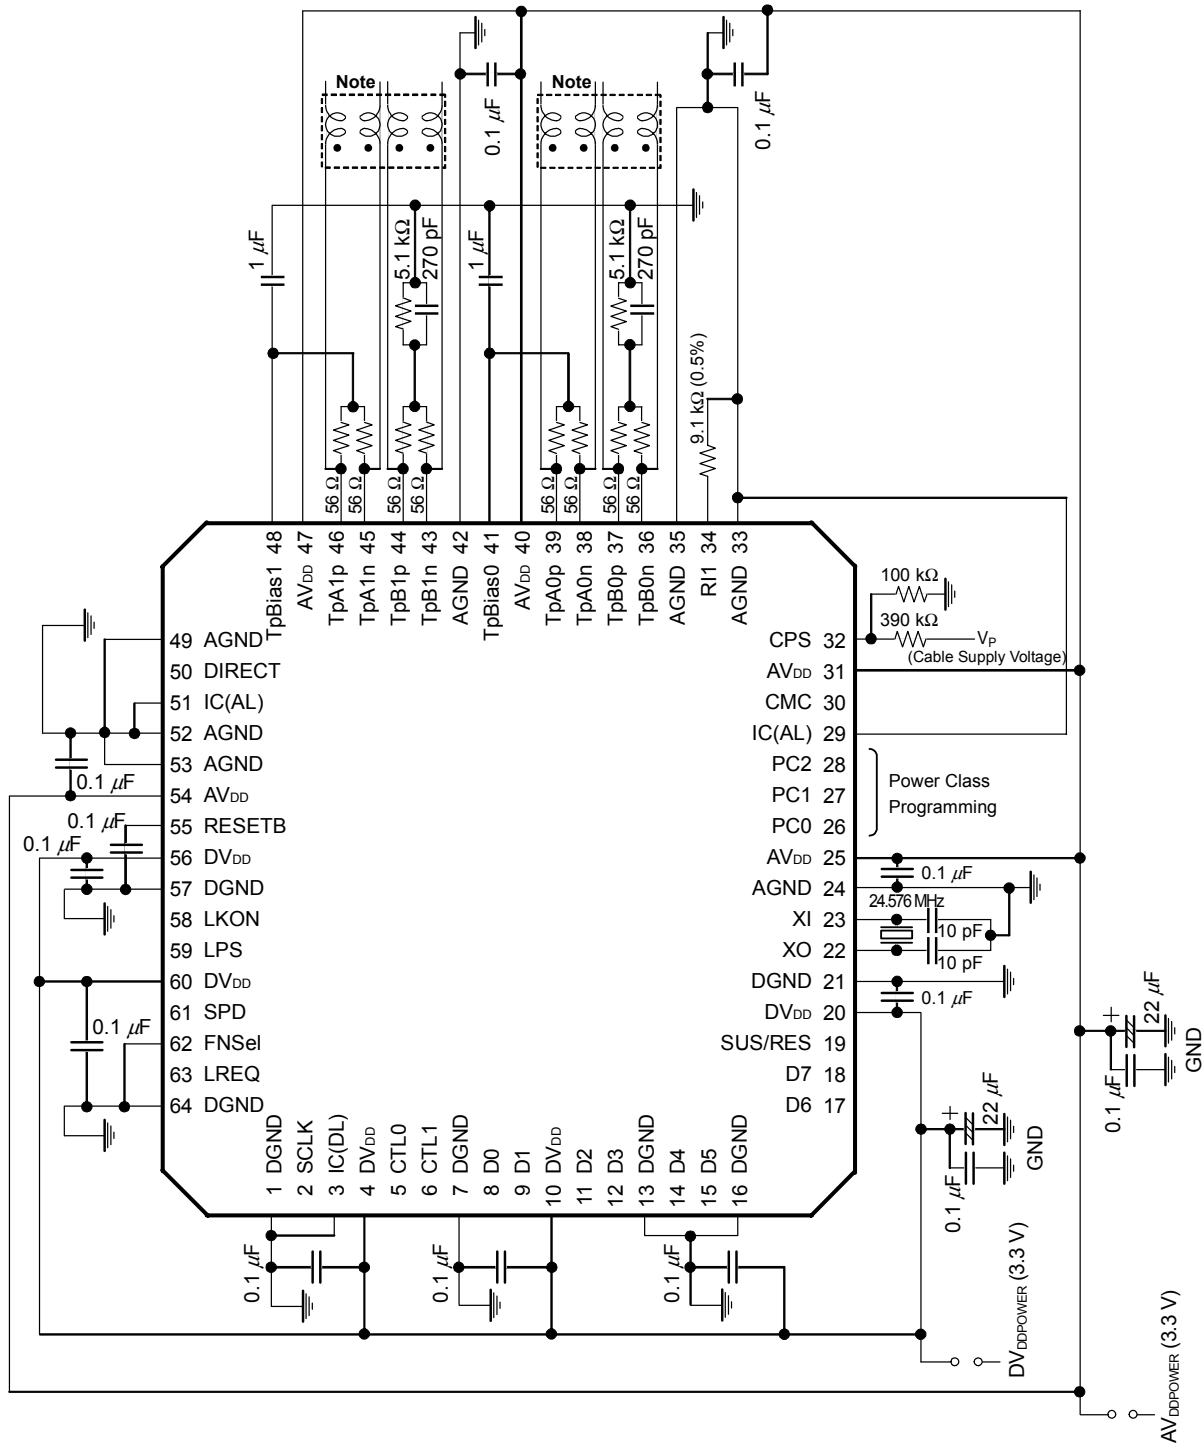 Note
Note
0.1 μF
0.1 μF
1 μF
5.1 kΩ
270 pF
1 μF
5.1 kΩ
270 pF
9.1 kΩ (0.5%)
56 Ω
56 Ω
56 Ω
56 Ω
56 Ω
56 Ω
56 Ω
56 Ω
TpBias1 48
AVDD 47
TpA1p 46
TpA1n 45
TpB1p 44
TpB1n 43
AGND 42
TpBias0 41
AVDD 40
TpA0p 39
TpA0n 38
TpB0p 37
TpB0n 36
AGND 35
RI1 34
AGND 33
49 AGND
50 DIRECT
51 IC(AL)
52 AGND
53 AGND
54 AVDD
55 RESETB
56 DVDD
57 DGND
58 LKON
59 LPS
60 DVDD
61 SPD
62 FNSel
63 LREQ
64 DGND
0.1 μF
0.1 μF
0.1 μF
0.1 μF
CPS 32
AVDD 31
CMC 30
IC(AL) 29
PC2 28
PC1 27
PC0 26
AVDD 25
AGND 24
XI 23
XO 22
DGND 21
DVDD 20
SUS/RES 19
D7 18
D6 17
100 kΩ
390 kΩ
VP
(Cable Supply Voltage)
Power Class
Programming
0.1 μF
24.576 MHz
10 pF
10 pF
0.1 μF
1 DGND
2 SCLK
3 IC(DL)
4 DVDD
5 CTL0
6 CTL1
7 DGND
8 D0
9 D1
10 DVDD
11 D2
12 D3
13 DGND
14 D4
15 D5
16 DGND
0.1 μF
0.1 μF
0.1 μF
+
22 μF
0.1 μF
GND
+
22 μF
0.1 μF
GND
DVDDPOWER (3.3 V)
AVDDPOWER (3.3 V)